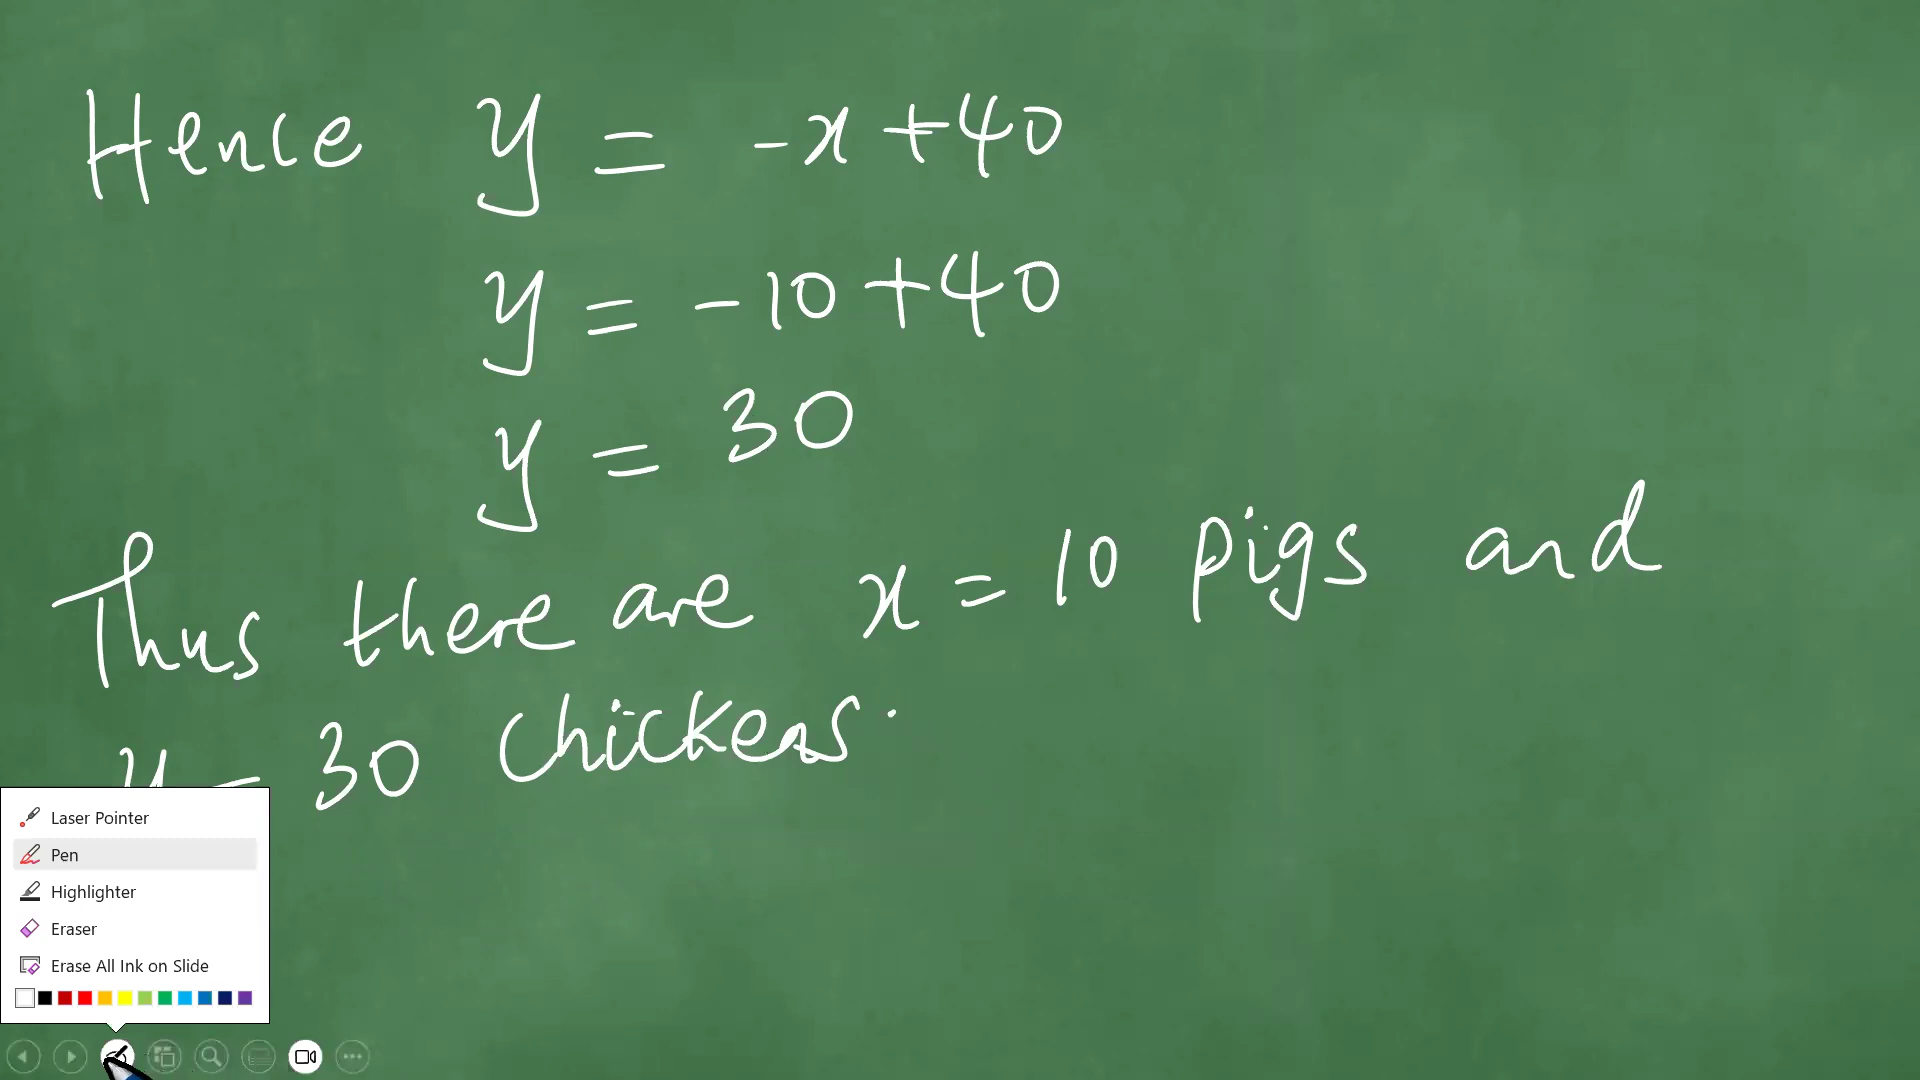 Hence y = -x + 40
y = -10 + 40
y = 30
Thus there are x = 10 pigs and
y = 30 chickens.
Laser Pointer
Pen
Highlighter
Eraser
Erase All Ink on Slide